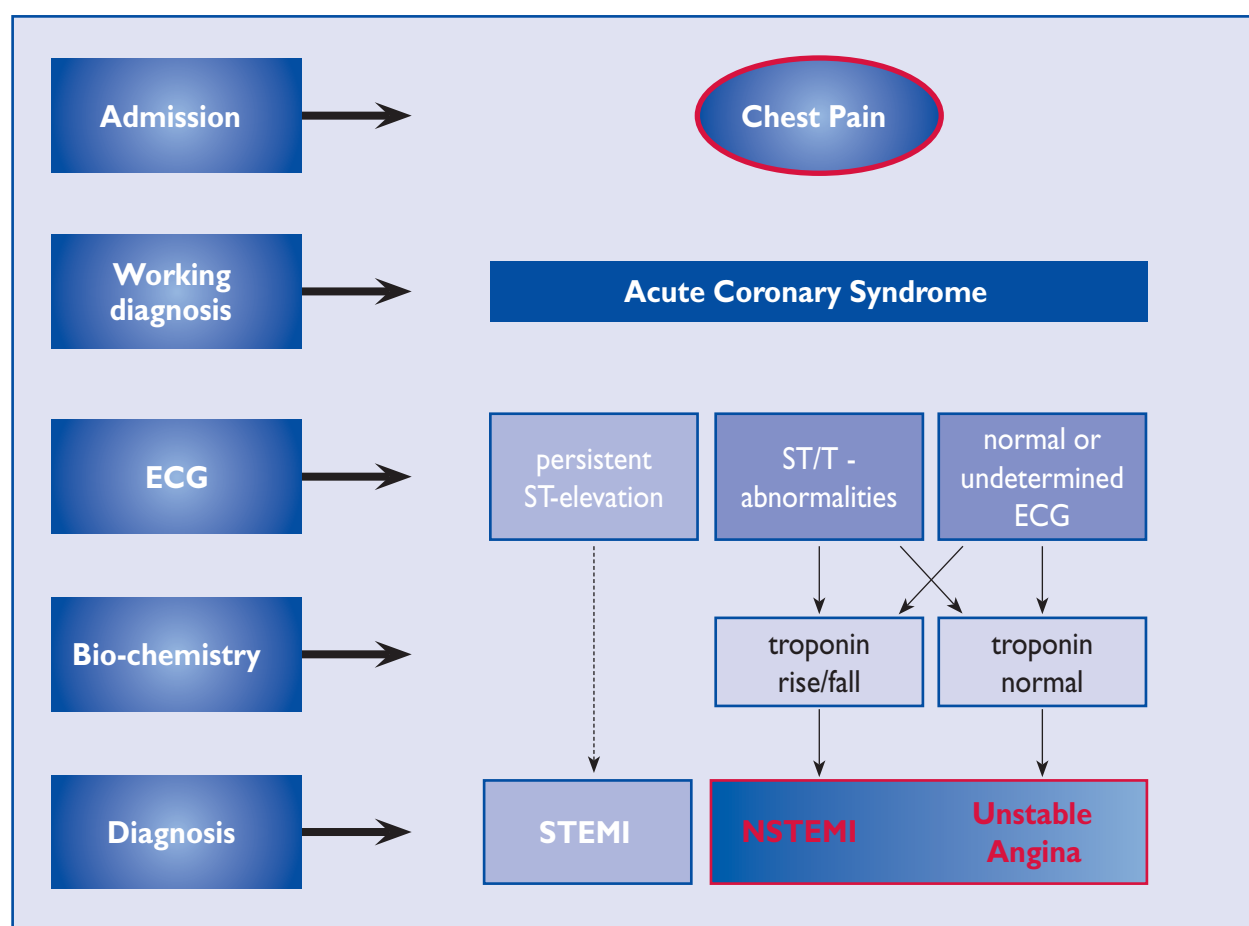 Admission
Chest Pain
Working
diagnosis
Acute Coronary Syndrome
ECG
persistent
ST-elevation
ST/T -
abnormalities
normal or
undetermined
ECG
Bio-chemistry
troponin
rise/fall
troponin
normal
Diagnosis
STEMI
NSTEMI
Unstable
Angina